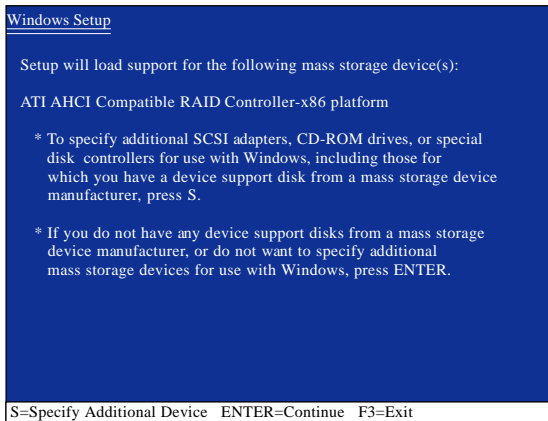 Windows Setup
Setup will load support for the following mass storage device(s):
ATI AHCI Compatible RAID Controller-x86 platform
* To specify additional SCSI adapters, CD-ROM drives, or special
disk controllers for use with Windows, including those for
which you have a device support disk from a mass storage device
manufacturer, press S.
* If you do not have any device support disks from a mass storage
device manufacturer, or do not want to specify additional
mass storage devices for use with Windows, press ENTER.
S=Specify Additional Device ENTER=Continue F3=Exit